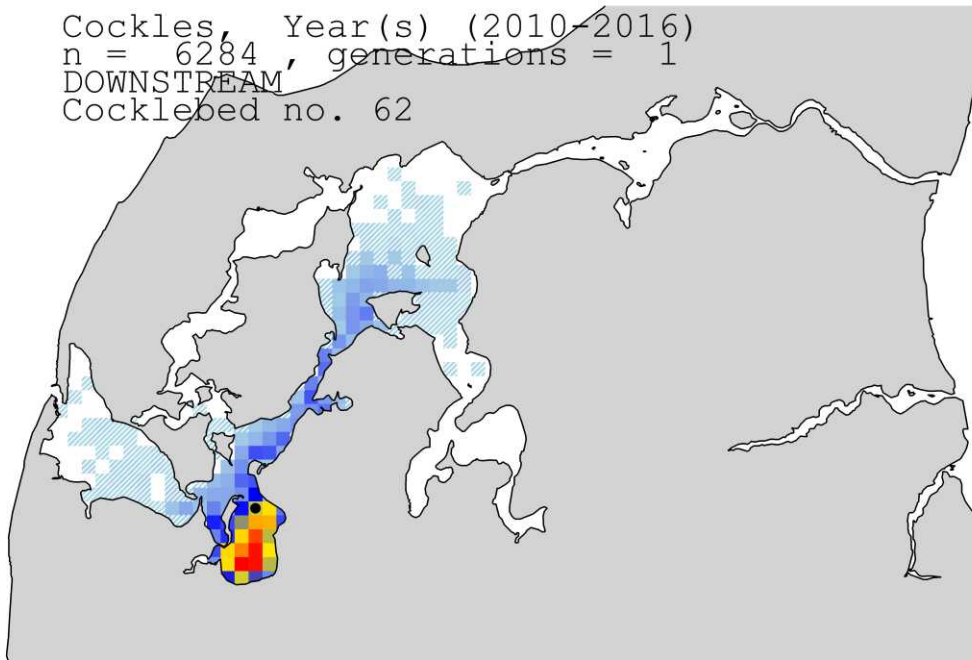 Cockles, Year(s) (2010-2016)
n = 6284 , generations = 1
DOWNSTREAM
Cocklebed no. 62